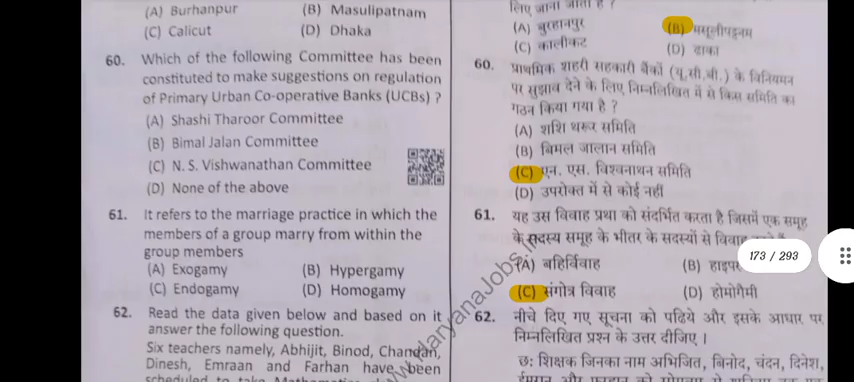 (A) Burhanpur (B) Masulipatnam
(C) Calicut (D) Dhaka
60. Which of the following Committee has been
constituted to make suggestions on regulation
of Primary Urban Co-operative Banks (UCBs) ?
(A) Shashi Tharoor Committee
(B) Bimal Jalan Committee
(C) N. S. Vishwanathan Committee
(D) None of the above
61. It refers to the marriage practice in which the
members of a group marry from within the
group members
(A) Exogamy (B) Hypergamy
(C) Endogamy (D) Homogamy
62. Read the data given below and based on it
answer the following question.
Six teachers namely, Abhijit, Binod, Chandan,
Dinesh, Emraan and Farhan have been
scheduled to take
लिए जाना जाता है ?
(A) बुरहानपुर (B) मसूलीपट्टनम
(C) कालीकट (D) ढाका
60. प्राथमिक शहरी सहकारी बैंकों (यू.सी.बी.) के विनियमन
पर सुझाव देने के लिए निम्नलिखित में से किस समिति का
गठन किया गया है ?
(A) शशि थरूर समिति
(B) बिमल जालान समिति
(C) एन. एस. विश्वनाथन समिति
(D) उपरोक्त में से कोई नहीं
61. यह उस विवाह प्रथा को संदर्भित करता है जिसमें एक समूह
के सदस्य समूह के भीतर के सदस्यों से विवाह
(A) बहिर्विवाह (B)
(C) संगोत्र विवाह (D) होमोगैमी
62. नीचे दिए गए सूचना को पढ़िये और इसके आधार पर
निम्नलिखित प्रश्न के उत्तर दीजिए ।
छः शिक्षक जिनका नाम अभिजित, बिनोद, चंदन, दिनेश,
173 / 293